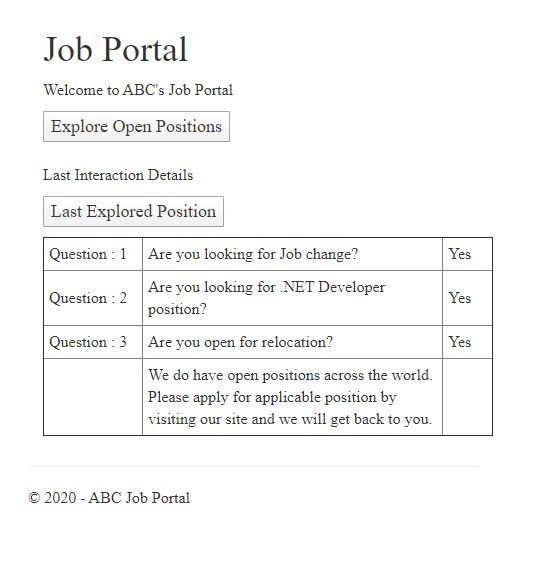 Job Portal
Welcome to ABC's Job Portal
Explore Open Positions
Last Interaction Details
Last Explored Position
Question : 1 Are you looking for Job change? Yes
Question : 2 Are you looking for .NET Developer
position? Yes
Question : 3 Are you open for relocation? Yes
We do have open positions across the world.
Please apply for applicable position by
visiting our site and we will get back to you.
© 2020 - ABC Job Portal